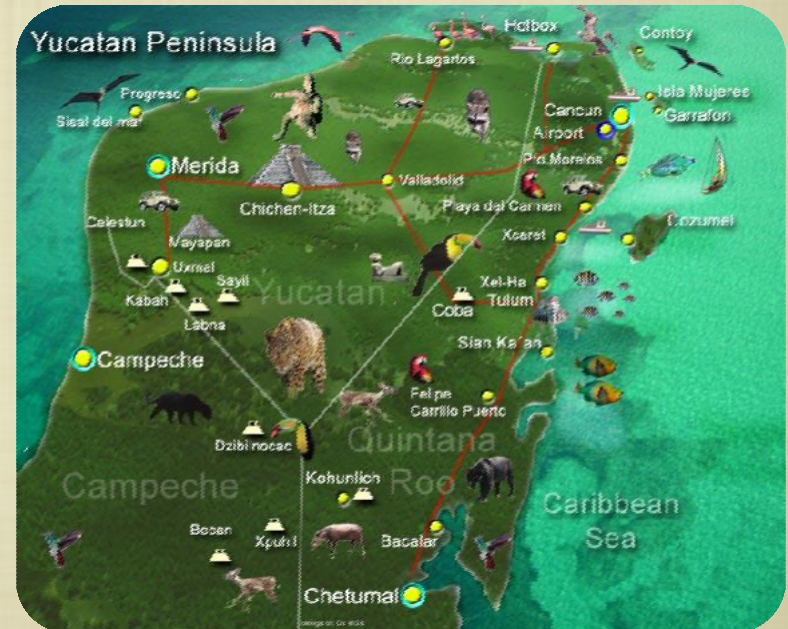 Yucatan Peninsula
Holbox
Contoy
Rio Lagartos
Progreso
Isla Mujeres
Sisal del mar
Cancun
Garrafon
Airport
Merida
Pto Morelos
Valladolid
Chichen-Itza
Playa del Carmen
Celestun
Cozumel
Mayapan
Xcaret
Uxmal
Sayil
Xel-Ha
Kabah
Yucatan
Tulum
Labna
Coba
Sian Ka'an
Campeche
Felipe
Carrillo Puerto
Dzibilnocac
Quintana
Roo
Kohunlich
Campeche
Caribbean
Sea
Becan
Xpuhil
Bacalar
Chetumal